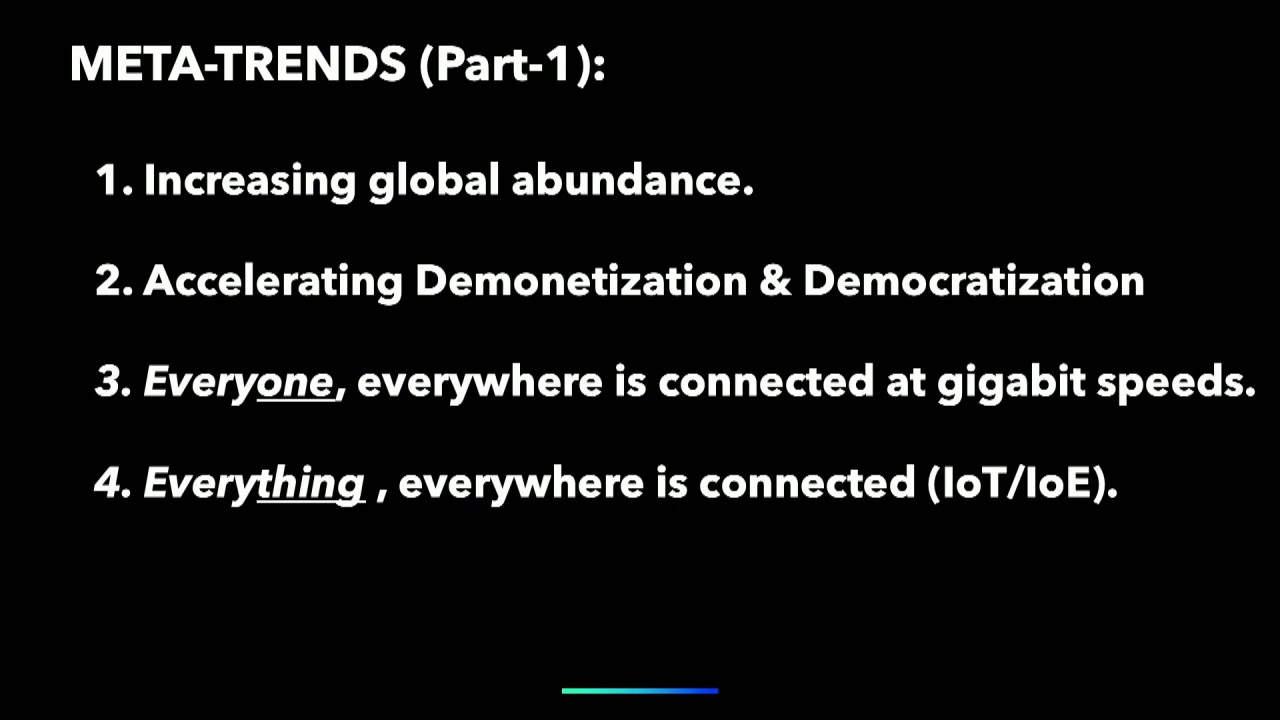 META-TRENDS (Part-1):
1. Increasing global abundance.
2. Accelerating Demonetization & Democratization
3. Everyone, everywhere is connected at gigabit speeds.
4. Everything , everywhere is connected (IoT/IoE).